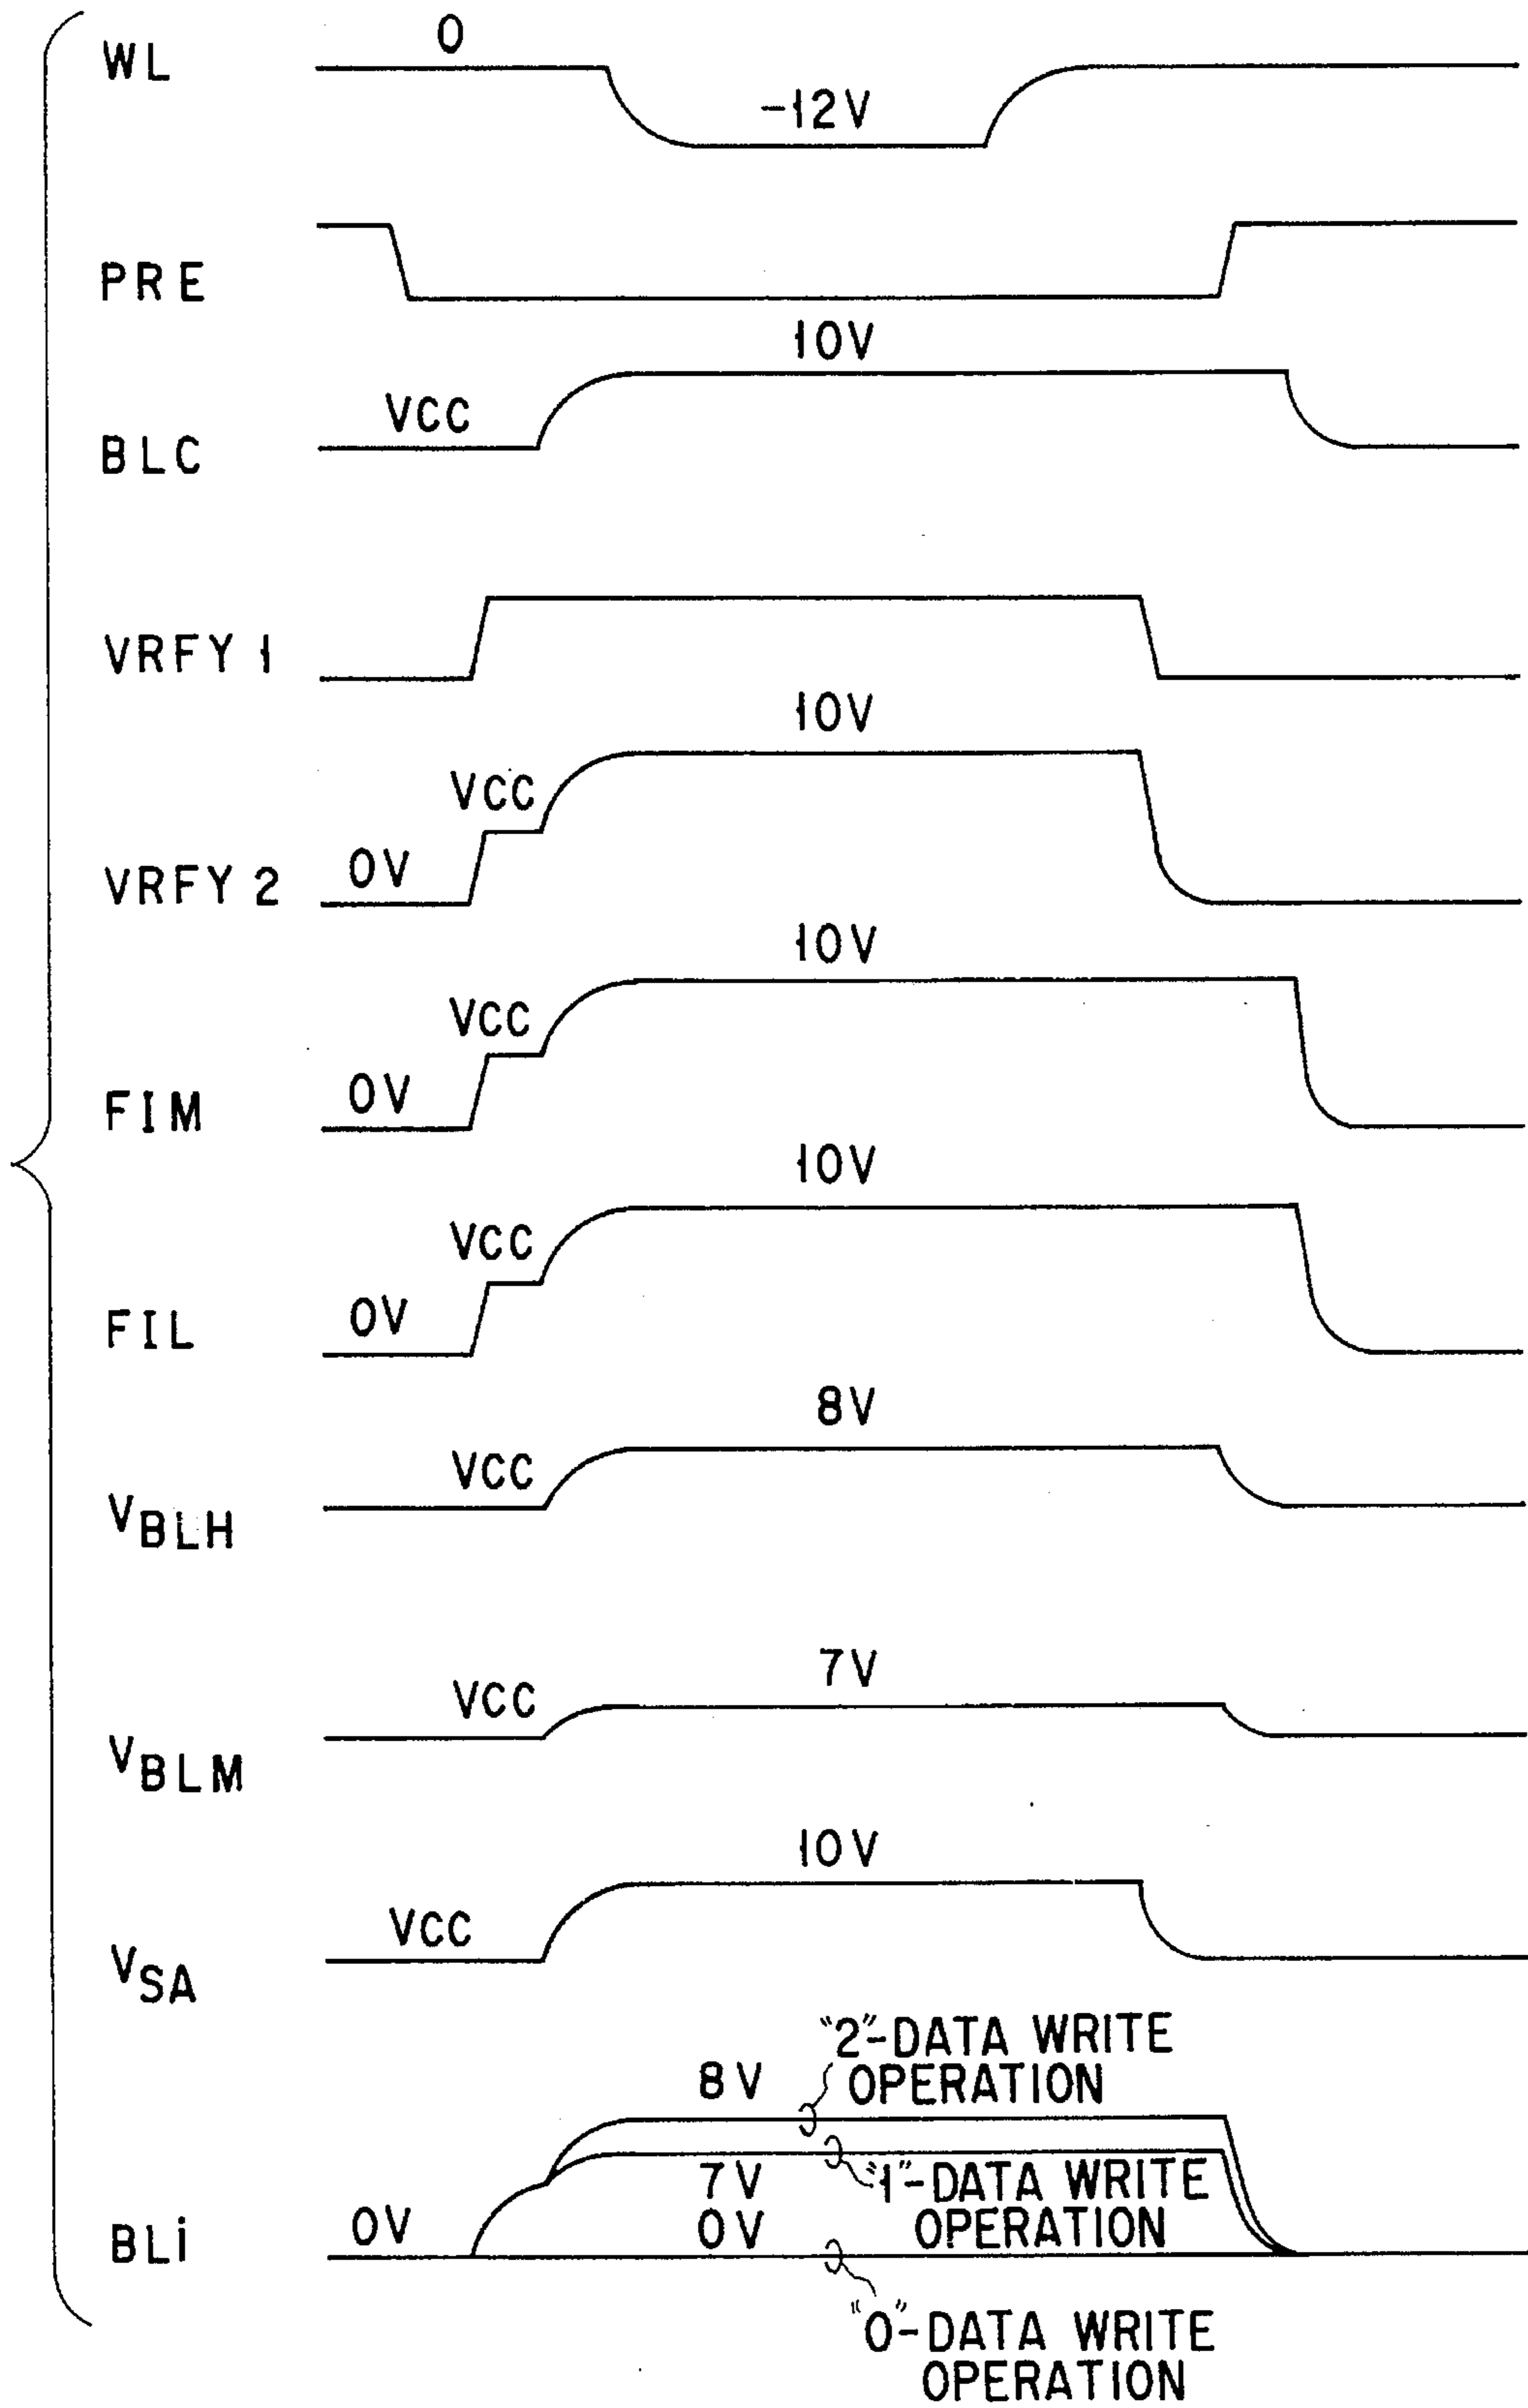 WL
0
-12V
PRE
10V
VCC
BLC
VRFY 1
10V
VCC
0V
VRFY 2
10V
VCC
0V
FIM
10V
VCC
0V
FIL
8V
VCC
VBLH
7V
VCC
VBLM
10V
VCC
VSA
"2"-DATA WRITE
OPERATION
8V
7V
"1"-DATA WRITE
OPERATION
0V
0V
BLi
"0"-DATA WRITE
OPERATION